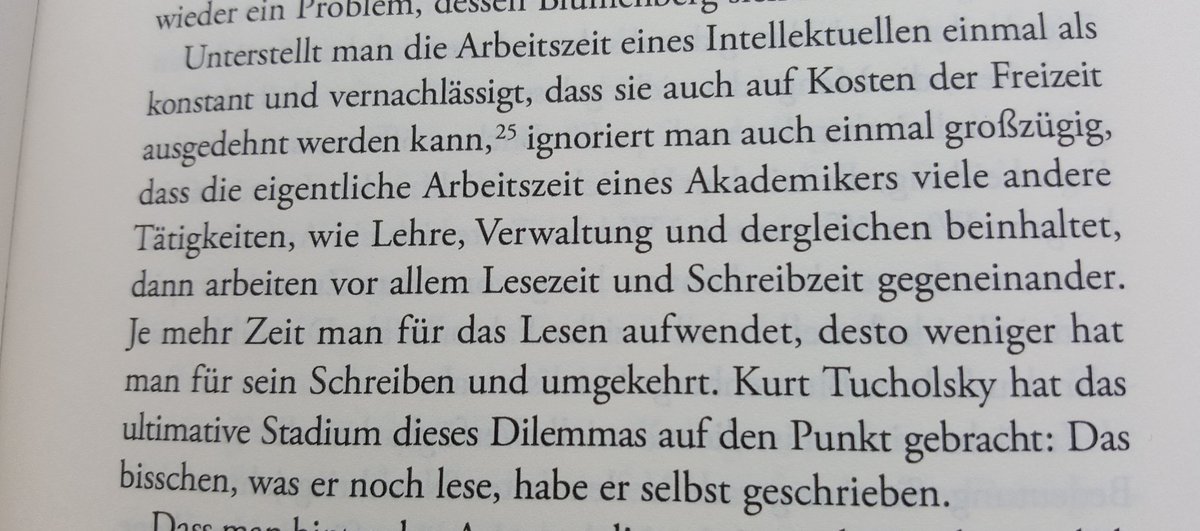 wieder ein Problem, dessen Blumenberg
Unterstellt man die Arbeitszeit eines Intellektuellen einmal als
konstant und vernachlässigt, dass sie auch auf Kosten der Freizeit
ausgedehnt werden kann,²⁵ ignoriert man auch einmal großzügig,
dass die eigentliche Arbeitszeit eines Akademikers viele andere
Tätigkeiten, wie Lehre, Verwaltung und dergleichen beinhaltet,
dann arbeiten vor allem Lesezeit und Schreibzeit gegeneinander.
Je mehr Zeit man für das Lesen aufwendet, desto weniger hat
man für sein Schreiben und umgekehrt. Kurt Tucholsky hat das
ultimative Stadium dieses Dilemmas auf den Punkt gebracht: Das
bisschen, was er noch lese, habe er selbst geschrieben.
Dass man